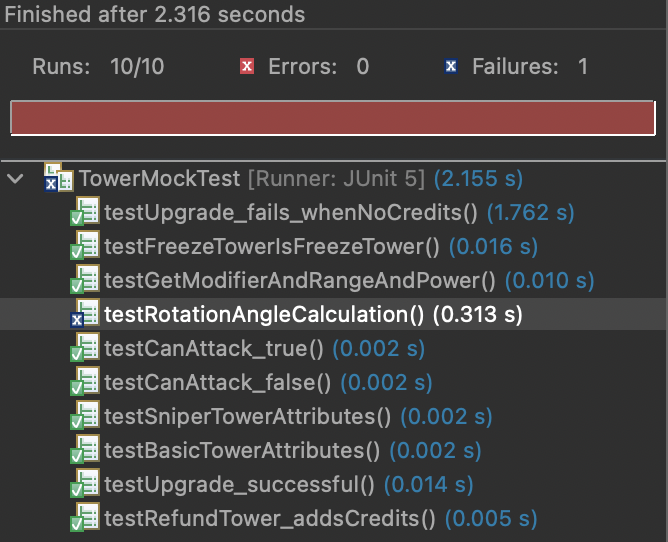 Finished after 2.316 seconds
Runs: 10/10 Errors: 0 Failures: 1
TowerMockTest [Runner: JUnit 5] (2.155 s)
testUpgrade_fails_whenNoCredits() (1.762 s)
testFreezeTowerIsFreezeTower() (0.016 s)
testGetModifierAndRangeAndPower() (0.010 s)
testRotationAngleCalculation() (0.313 s)
testCanAttack_true() (0.002 s)
testCanAttack_false() (0.002 s)
testSniperTowerAttributes() (0.002 s)
testBasicTowerAttributes() (0.002 s)
testUpgrade_successful() (0.014 s)
testRefundTower_addsCredits() (0.005 s)